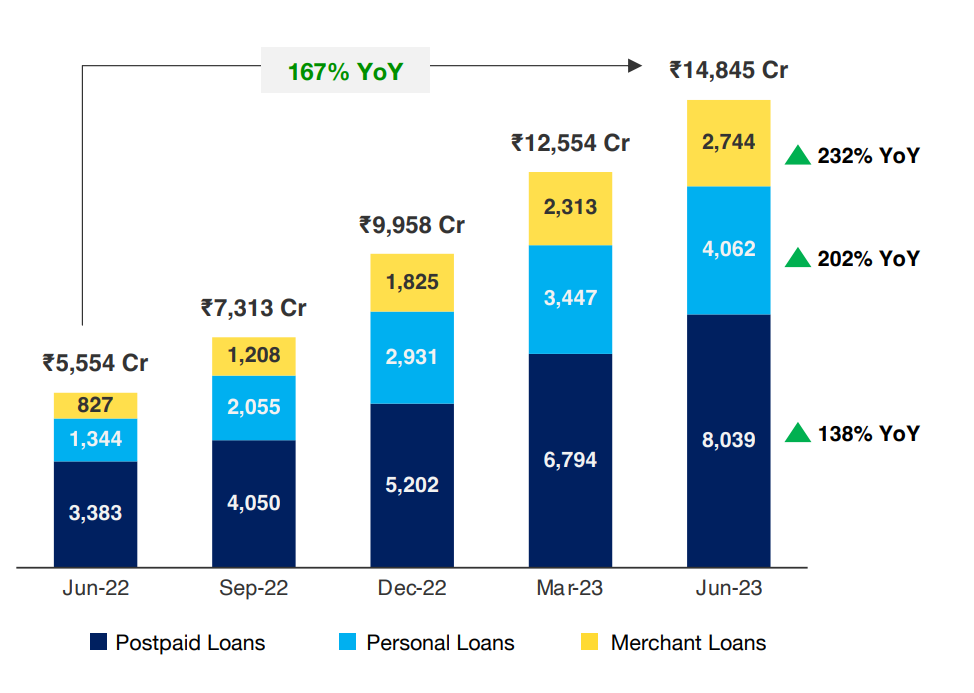 167% YoY
₹14,845 Cr
₹12,554 Cr
₹9,958 Cr
₹7,313 Cr
₹5,554 Cr
827
1,344
3,383
1,208
2,055
4,050
1,825
2,931
5,202
2,313
3,447
6,794
2,744
4,062
8,039
232% YoY
202% YoY
138% YoY
Jun-22 Sep-22 Dec-22 Mar-23 Jun-23
Postpaid Loans Personal Loans Merchant Loans